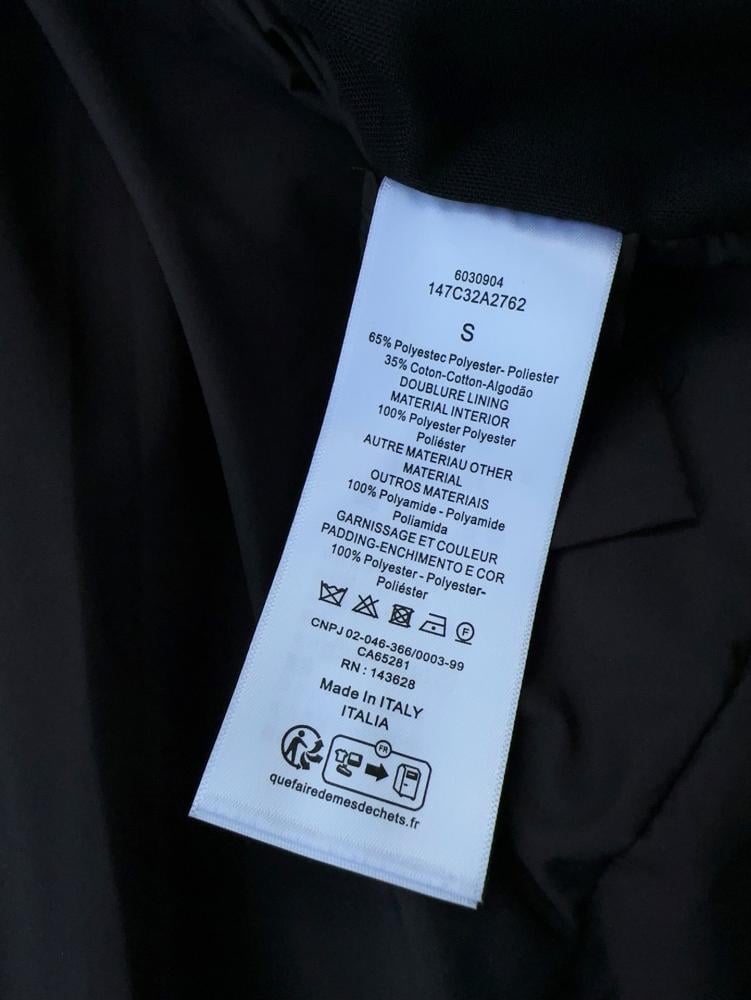 6030904
147C32A2762
S
65% Polyestec Polyester- Poliester
35% Coton-Cotton-Algodão
DOUBLURE LINING
MATERIAL INTERIOR
100% Polyester Polyester
Poliéster
AUTRE MATERIAU OTHER
MATERIAL
OUTROS MATERIAIS
100% Polyamide - Polyamide
Poliamida
GARNISSAGE ET COULEUR
PADDING-ENCHIMENTO E COR
100% Polyester - Polyester-
Poliéster
F
CNPJ 02-046-366/0003-99
CA65281
RN : 143628
Made In ITALY
ITALIA
FR
quefairedemesdechets.fr